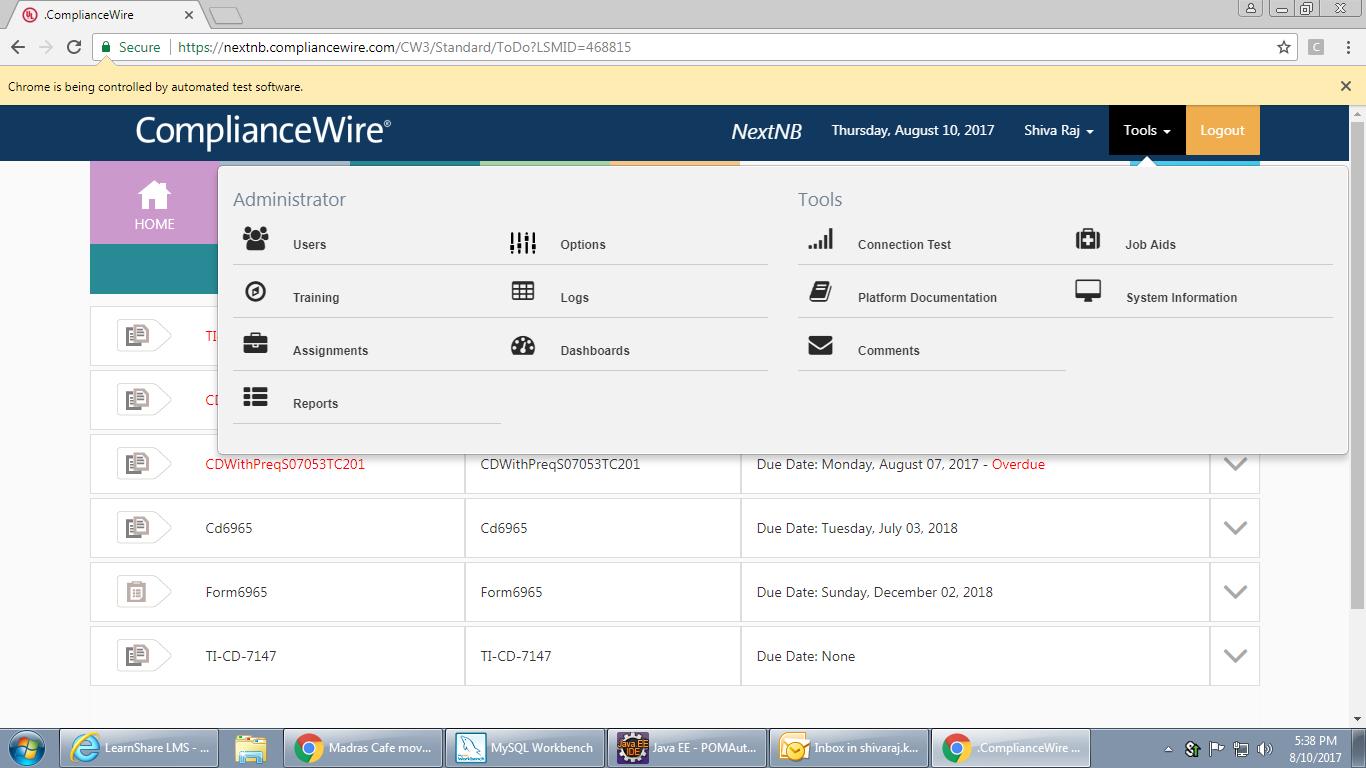 .ComplianceWire
Secure https://nextnb.compliancewire.com/CW3/Standard/ToDo?LSMID=468815
Chrome is being controlled by automated test software.
ComplianceWire® NextNB Thursday, August 10, 2017 Shiva Raj Tools Logout
HOME
Administrator Tools
Users Options Connection Test Job Aids
Training Logs Platform Documentation System Information
Assignments Dashboards Comments
Reports
TI
CD
CDWithPreqS07053TC201 CDWithPreqS07053TC201 Due Date: Monday, August 07, 2017 - Overdue
Cd6965 Cd6965 Due Date: Tuesday, July 03, 2018
Form6965 Form6965 Due Date: Sunday, December 02, 2018
TI-CD-7147 TI-CD-7147 Due Date: None
LearnShare LMS - ... Madras Cafe mov... MySQL Workbench Java EE - POMAut... Inbox in shivaraj.k... .ComplianceWire ... 5:38 PM
8/10/2017